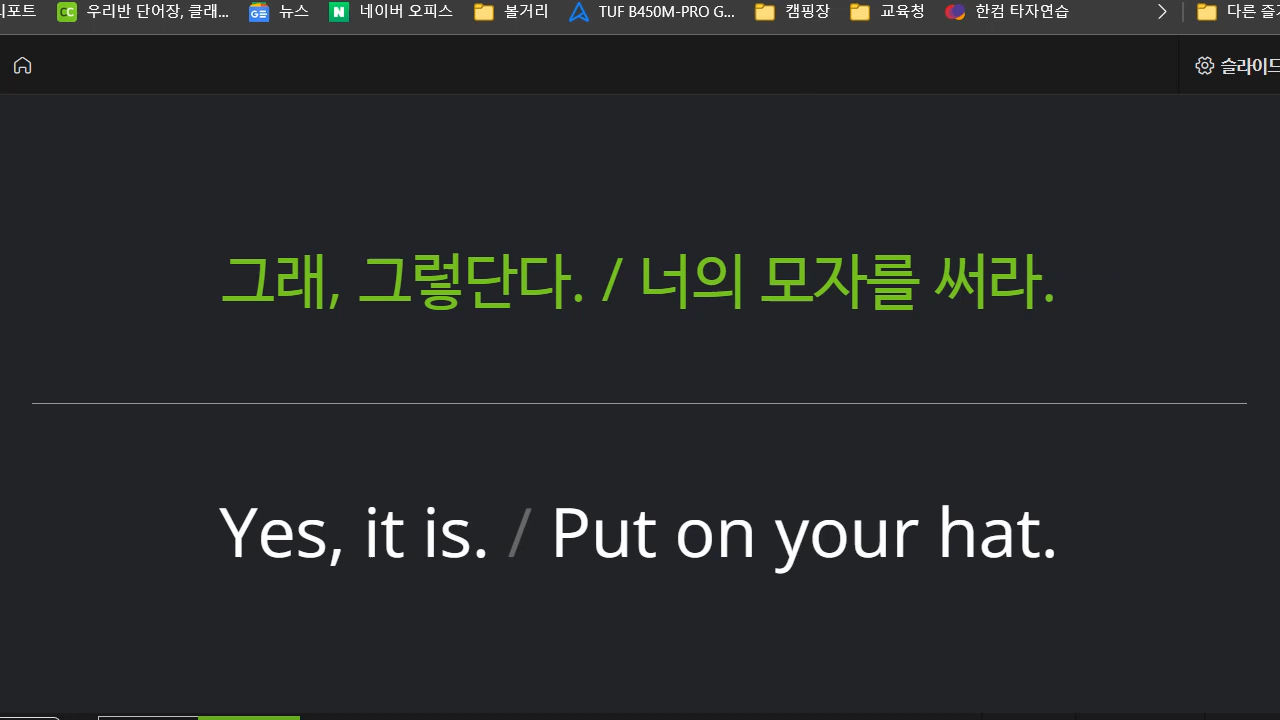 리포트 우리반 단어장, 클래... 뉴스 네이버 오피스 볼거리 TUF B450M-PRO G... 캠핑장 교육청 한컴 타자연습 다른 즐
슬라이드
그래, 그렇단다. / 너의 모자를 써라.
Yes, it is. / Put on your hat.